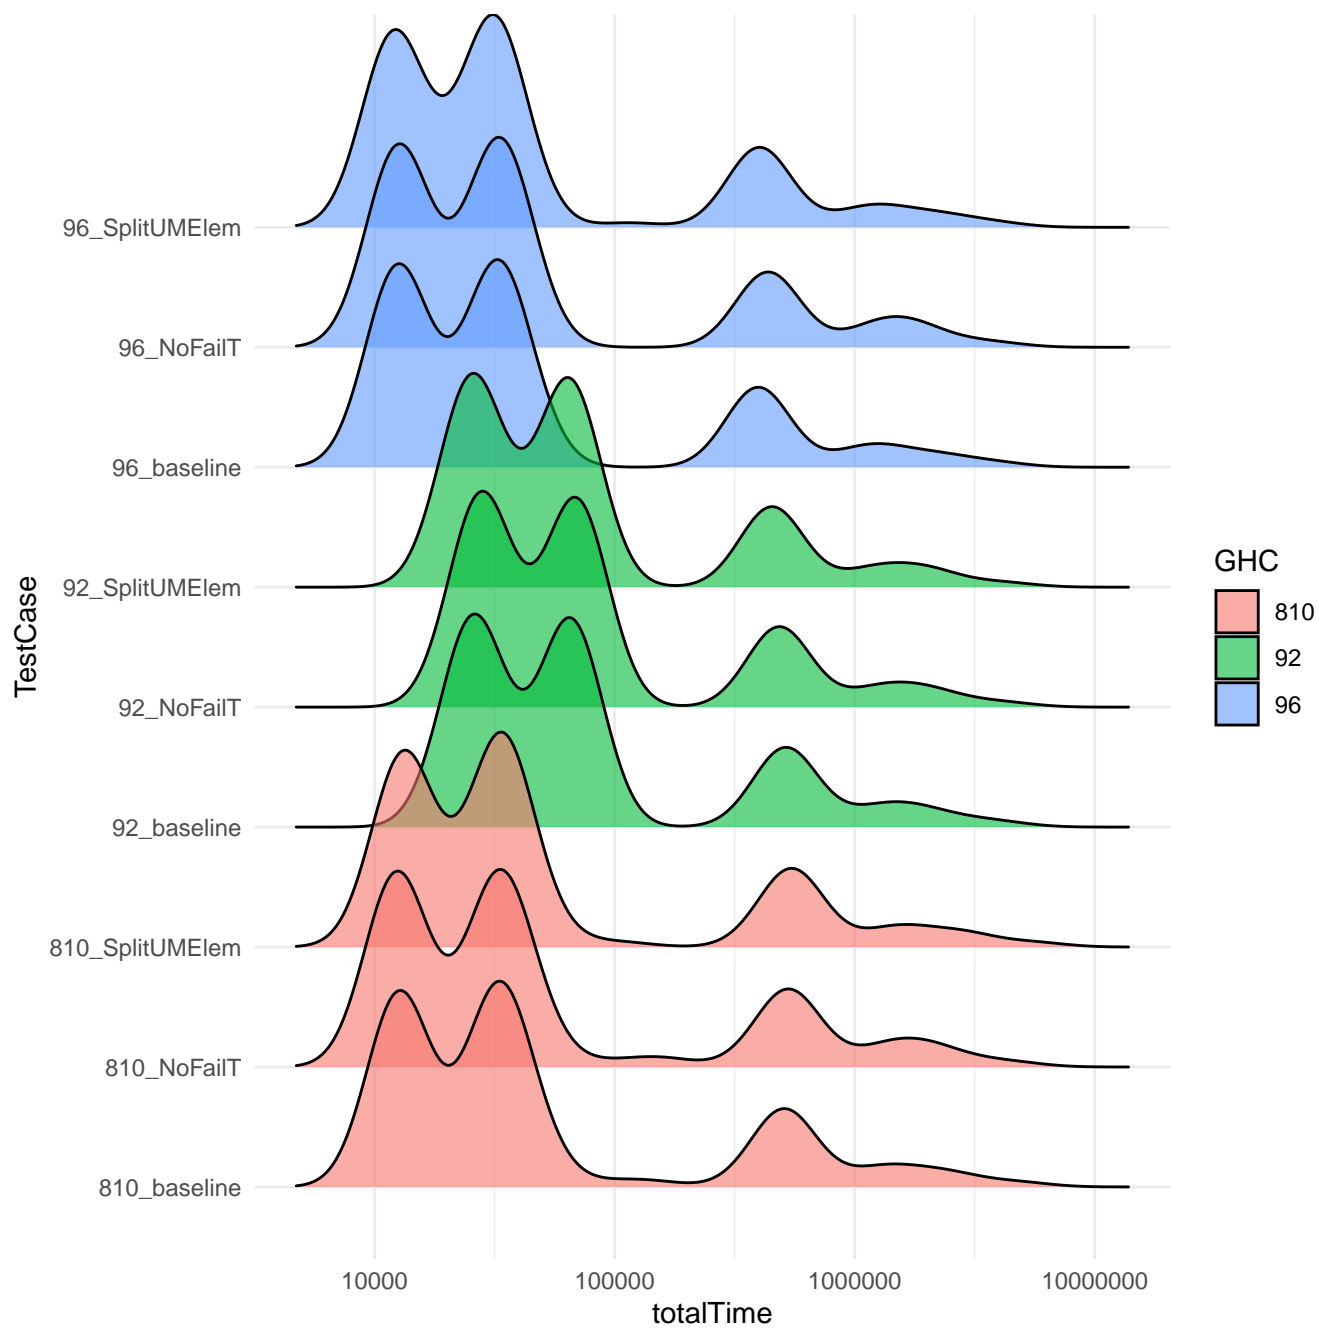 TestCase
96_SplitUMElem
96_NoFailT
96_baseline
92_SplitUMElem
92_NoFailT
92_baseline
810_SplitUMElem
810_NoFailT
810_baseline
10000 100000 1000000 10000000
totalTime
GHC
810
92
96